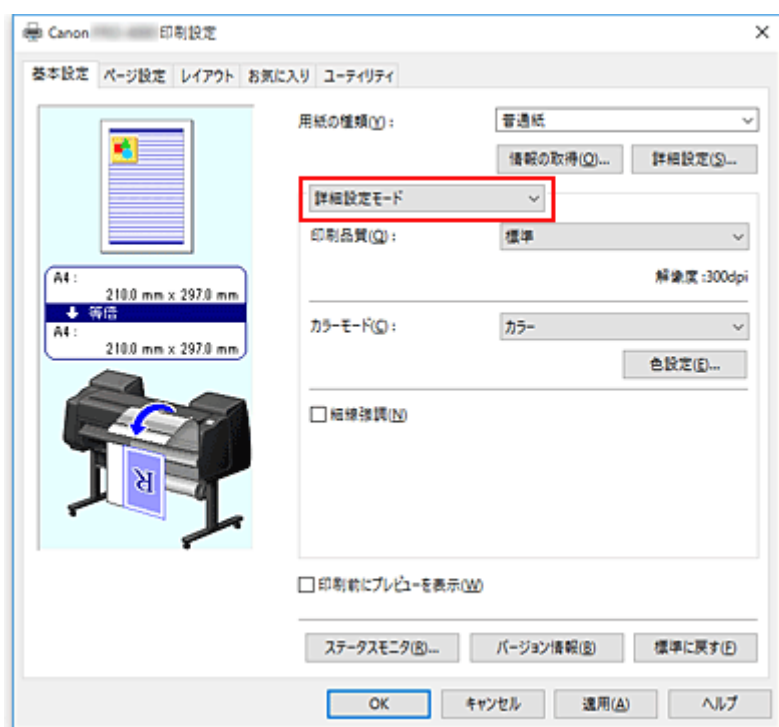 Canon 印刷設定
基本設定 ページ設定 レイアウト お気に入り ユーティリティ
用紙の種類(Y): 普通紙
情報の取得(O)... 詳細設定(S)...
詳細設定モード
印刷品質(Q): 標準
解像度:300dpi
カラーモード(C): カラー
色設定(E)...
細線強調(N)
A4:
210.0 mm x 297.0 mm
等倍
A4:
210.0 mm x 297.0 mm
R
印刷前にプレビューを表示(W)
ステータスモニタ(R)... バージョン情報(B) 標準に戻す(F)
OK キャンセル 適用(A) ヘルプ